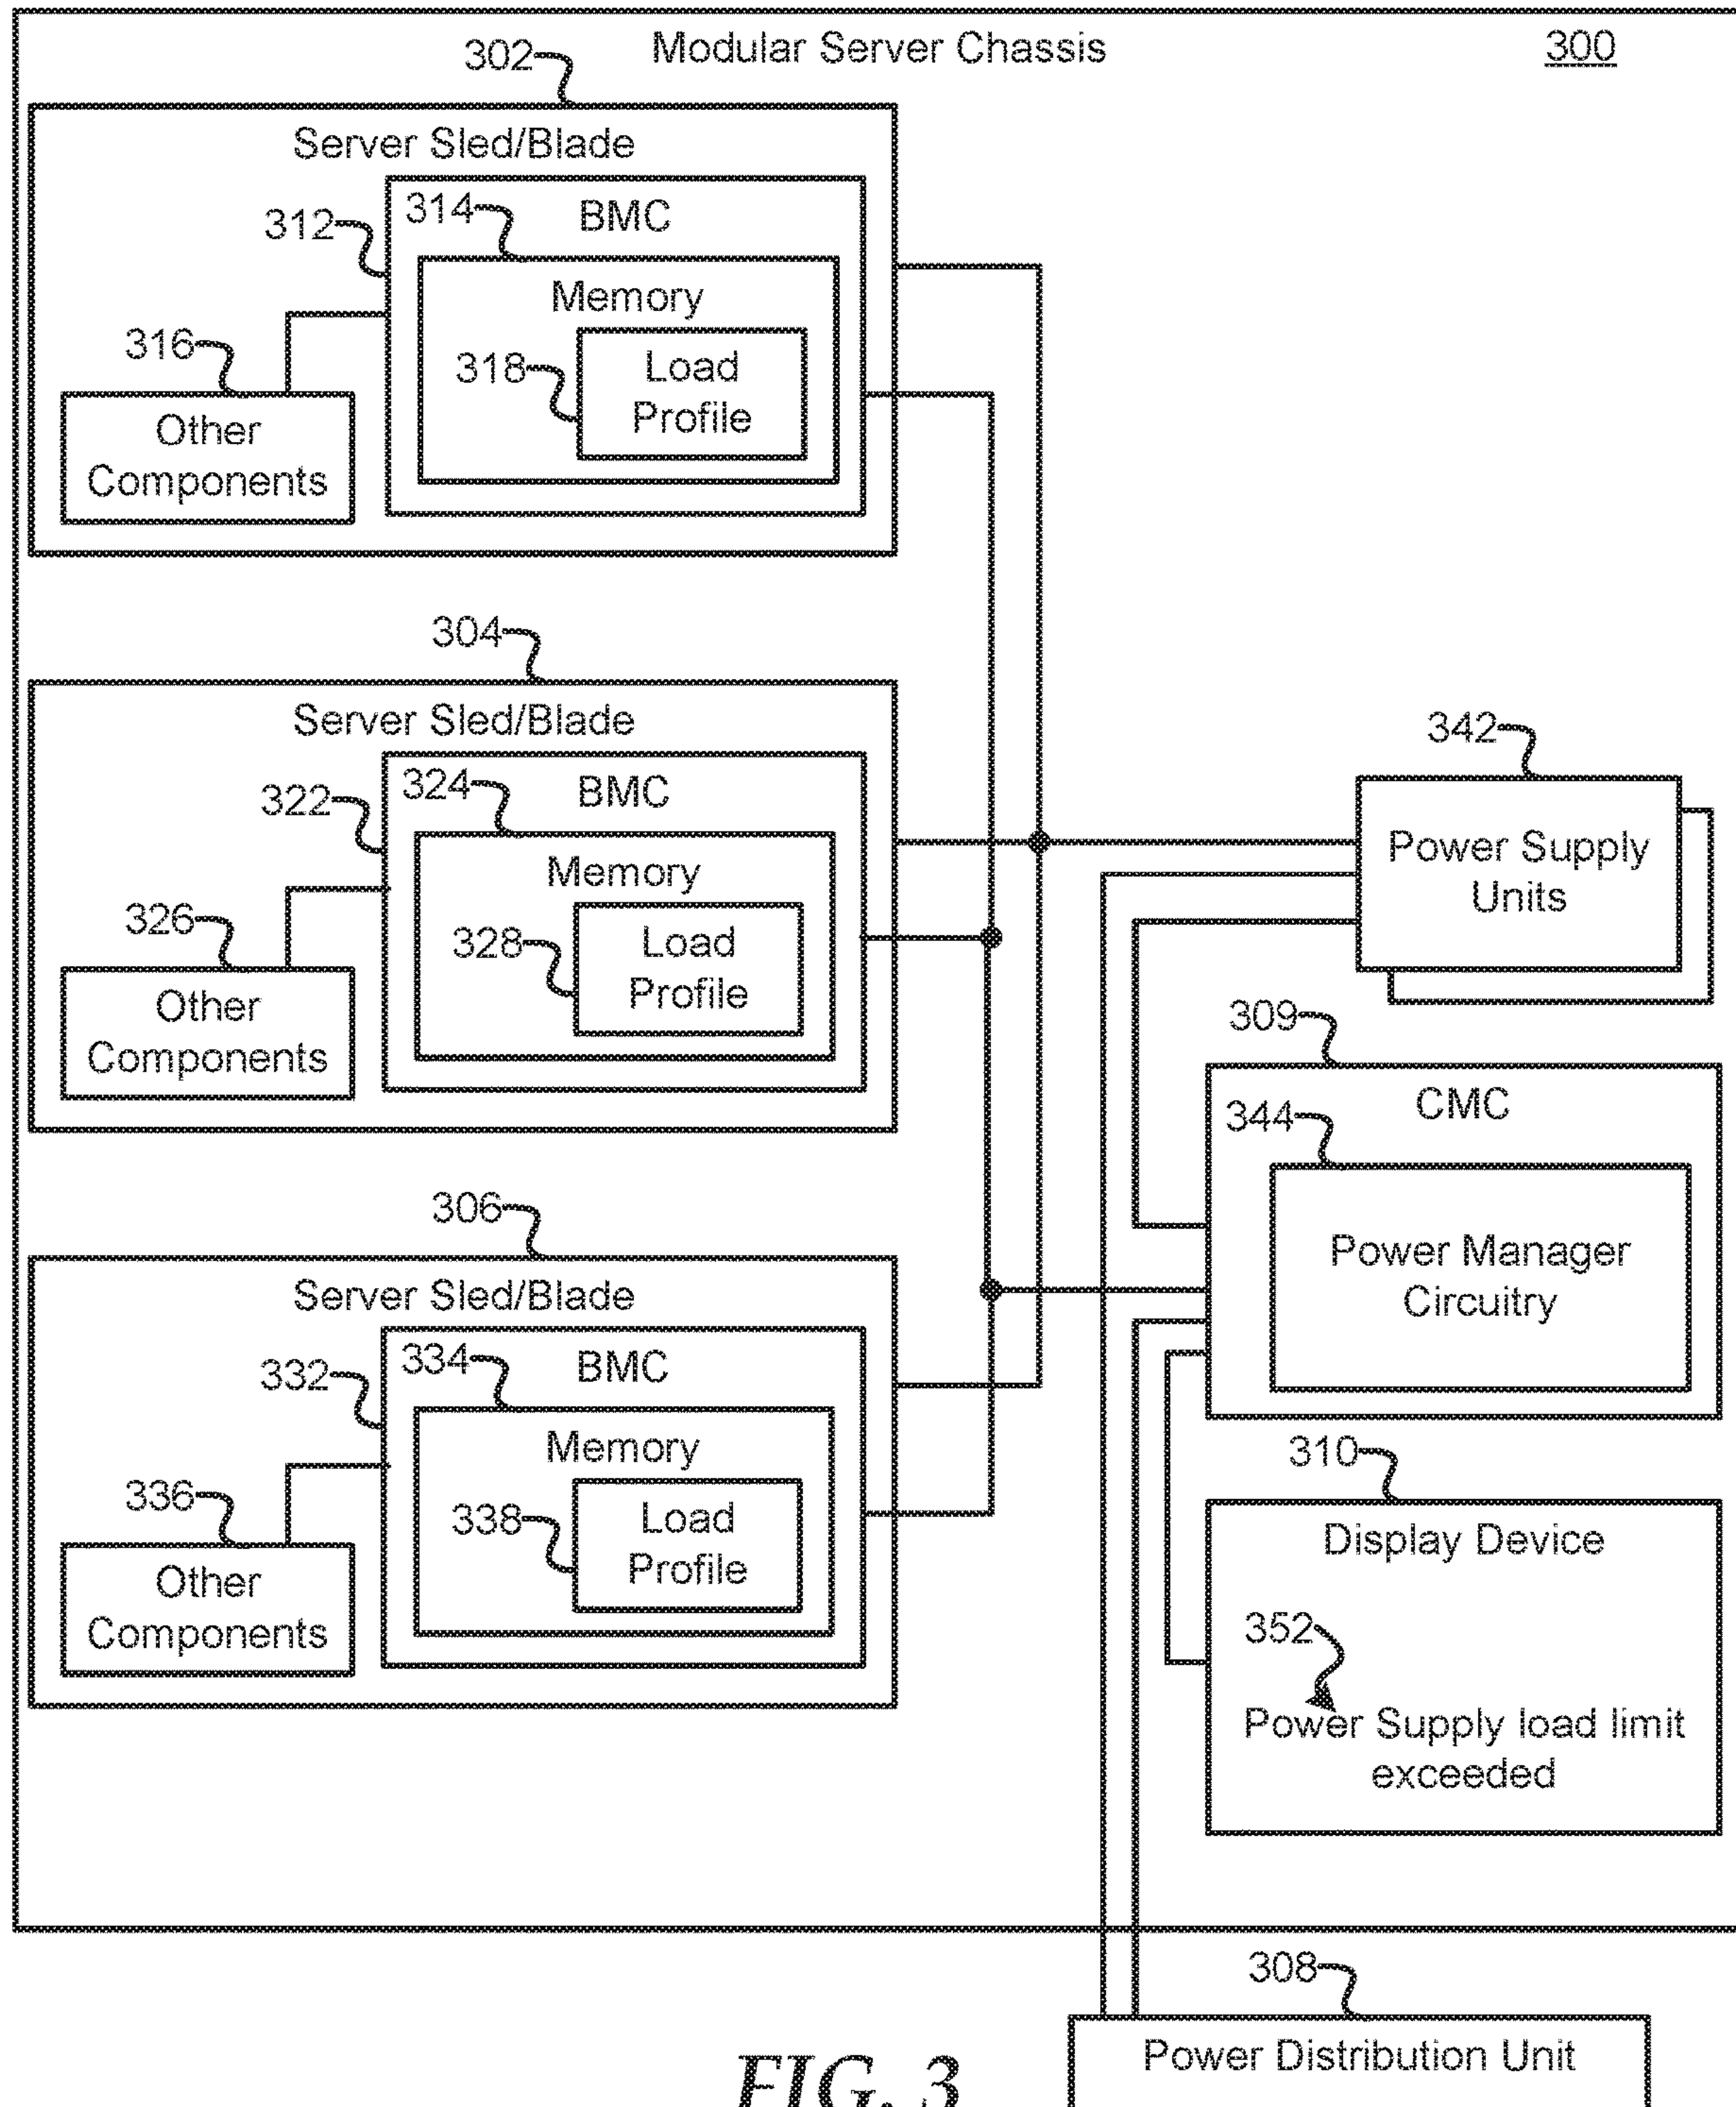 Modular Server Chassis
300
302
Server Sled/Blade
312
314
BMC
Memory
316
318
Load
Profile
Other
Components
304
Server Sled/Blade
322
324
BMC
Memory
326
328
Load
Profile
Other
Components
306
Server Sled/Blade
332
334
BMC
Memory
336
338
Load
Profile
Other
Components
342
Power Supply
Units
309
CMC
344
Power Manager
Circuitry
310
Display Device
352
Power Supply load limit
exceeded
308
Power Distribution Unit
FIG. 3